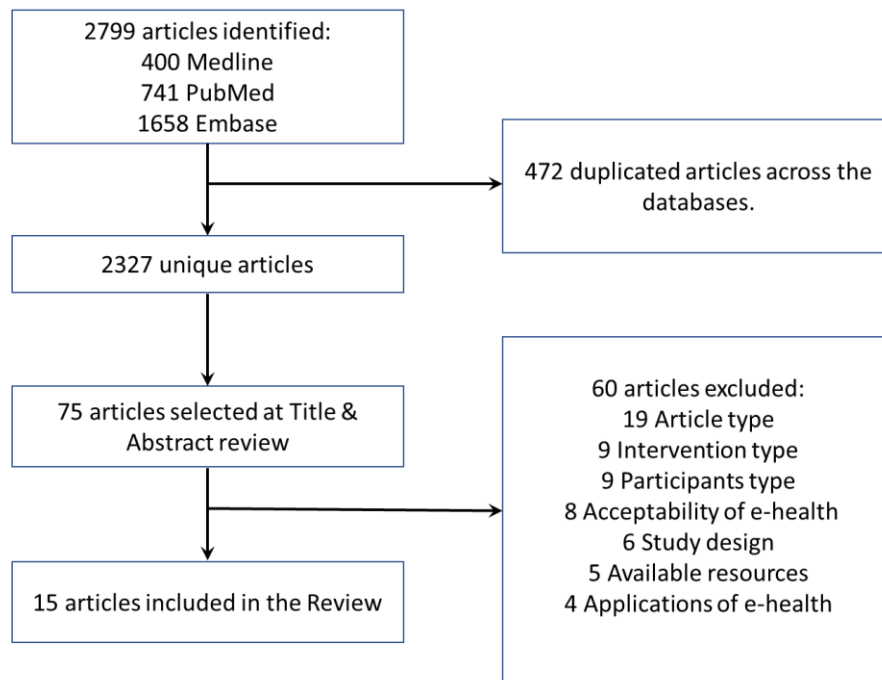 2799 articles identified:
400 Medline
741 PubMed
1658 Embase
472 duplicated articles across the
databases.
2327 unique articles
75 articles selected at Title &
Abstract review
60 articles excluded:
19 Article type
9 Intervention type
9 Participants type
8 Acceptability of e-health
6 Study design
5 Available resources
4 Applications of e-health
15 articles included in the Review